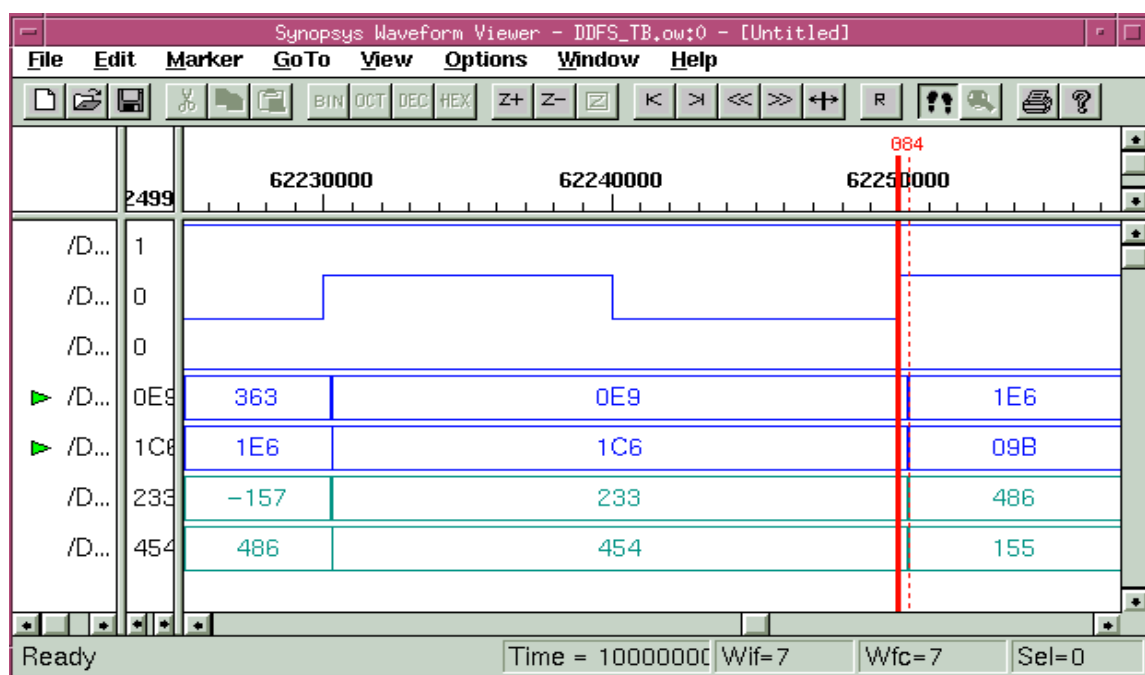 Synopsys Waveform Viewer - DDFS_TB.ow:0 - [Untitled]
File Edit Marker GoTo View Options Window Help
BIN OCT DEC HEX Z+ Z- Z K >I << >> R ?
084
2499 62230000 62240000 62250000
/D... 1
/D... 0
/D... 0
/D... 0E9 363 0E9 1E6
/D... 1C6 1E6 1C6 09B
/D... 233 -157 233 486
/D... 454 486 454 155
Ready Time = 10000000 Wif=7 Wfc=7 Sel=0